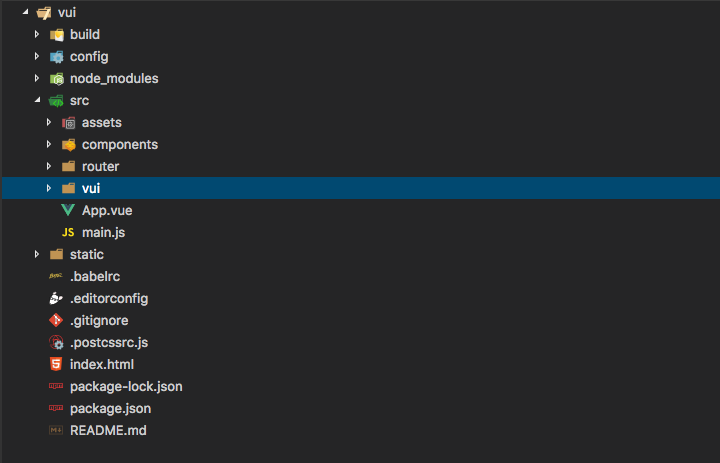 vui
build
config
node_modules
src
assets
components
router
vui
App.vue
JS main.js
static
.babelrc
.editorconfig
.gitignore
.postcssrc.js
index.html
package-lock.json
package.json
README.md